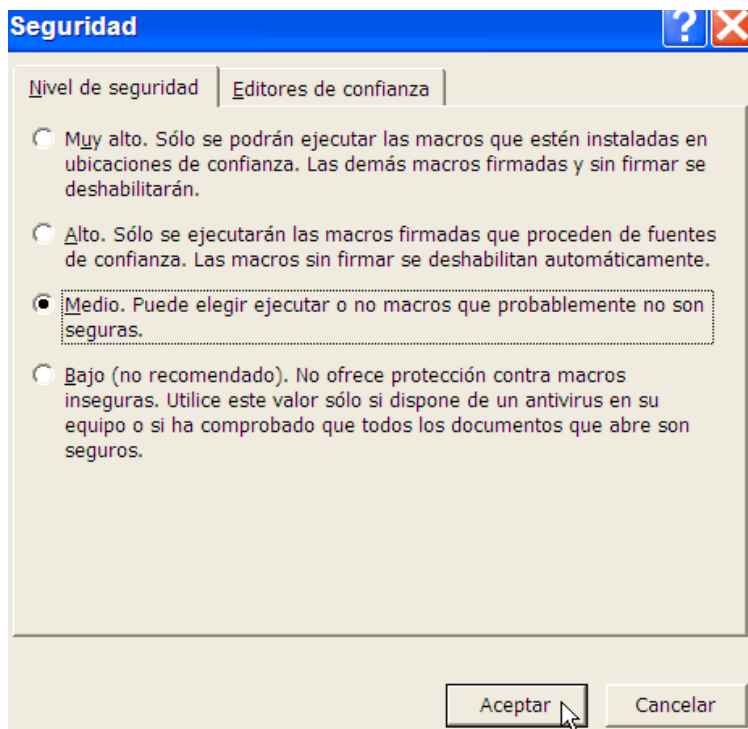 Seguridad
?
Nivel de seguridad
Editores de confianza
Muy alto. Sólo se podrán ejecutar las macros que estén instaladas en
ubicaciones de confianza. Las demás macros firmadas y sin firmar se
deshabilitarán.
Alto. Sólo se ejecutarán las macros firmadas que proceden de fuentes
de confianza. Las macros sin firmar se deshabilitan automáticamente.
Medio. Puede elegir ejecutar o no macros que probablemente no son
seguras.
Bajo (no recomendado). No ofrece protección contra macros
inseguras. Utilice este valor sólo si dispone de un antivirus en su
equipo o si ha comprobado que todos los documentos que abre son
seguros.
Aceptar
Cancelar